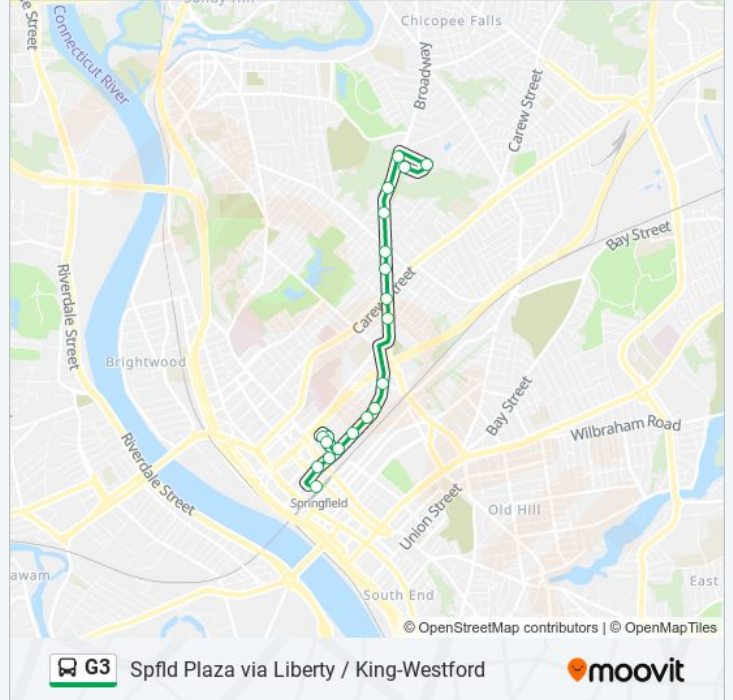 Sandy Hill
Chicopee Falls
e Street
Connecticut River
Broadway
Carew Street
Bay Street
Riverdale Street
Carew Street
Brightwood
Bay Street
Wilbraham Road
Riverdale Street
Springfield
Union Street
Old Hill
awam
East
South End
© OpenStreetMap contributors | © OpenMapTiles
G3 Spfld Plaza via Liberty / King-Westford
moovit